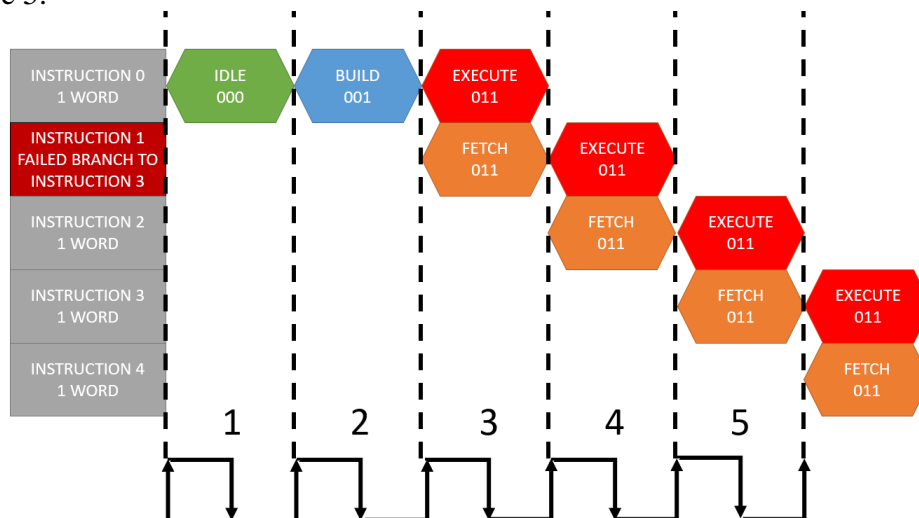 INSTRUCTION 0
1 WORD
IDLE
000
BUILD
001
EXECUTE
011
INSTRUCTION 1
FAILED BRANCH TO
INSTRUCTION 3
FETCH
011
EXECUTE
011
INSTRUCTION 2
1 WORD
FETCH
011
EXECUTE
011
INSTRUCTION 3
1 WORD
FETCH
011
EXECUTE
011
INSTRUCTION 4
1 WORD
FETCH
011
1 2 3 4 5